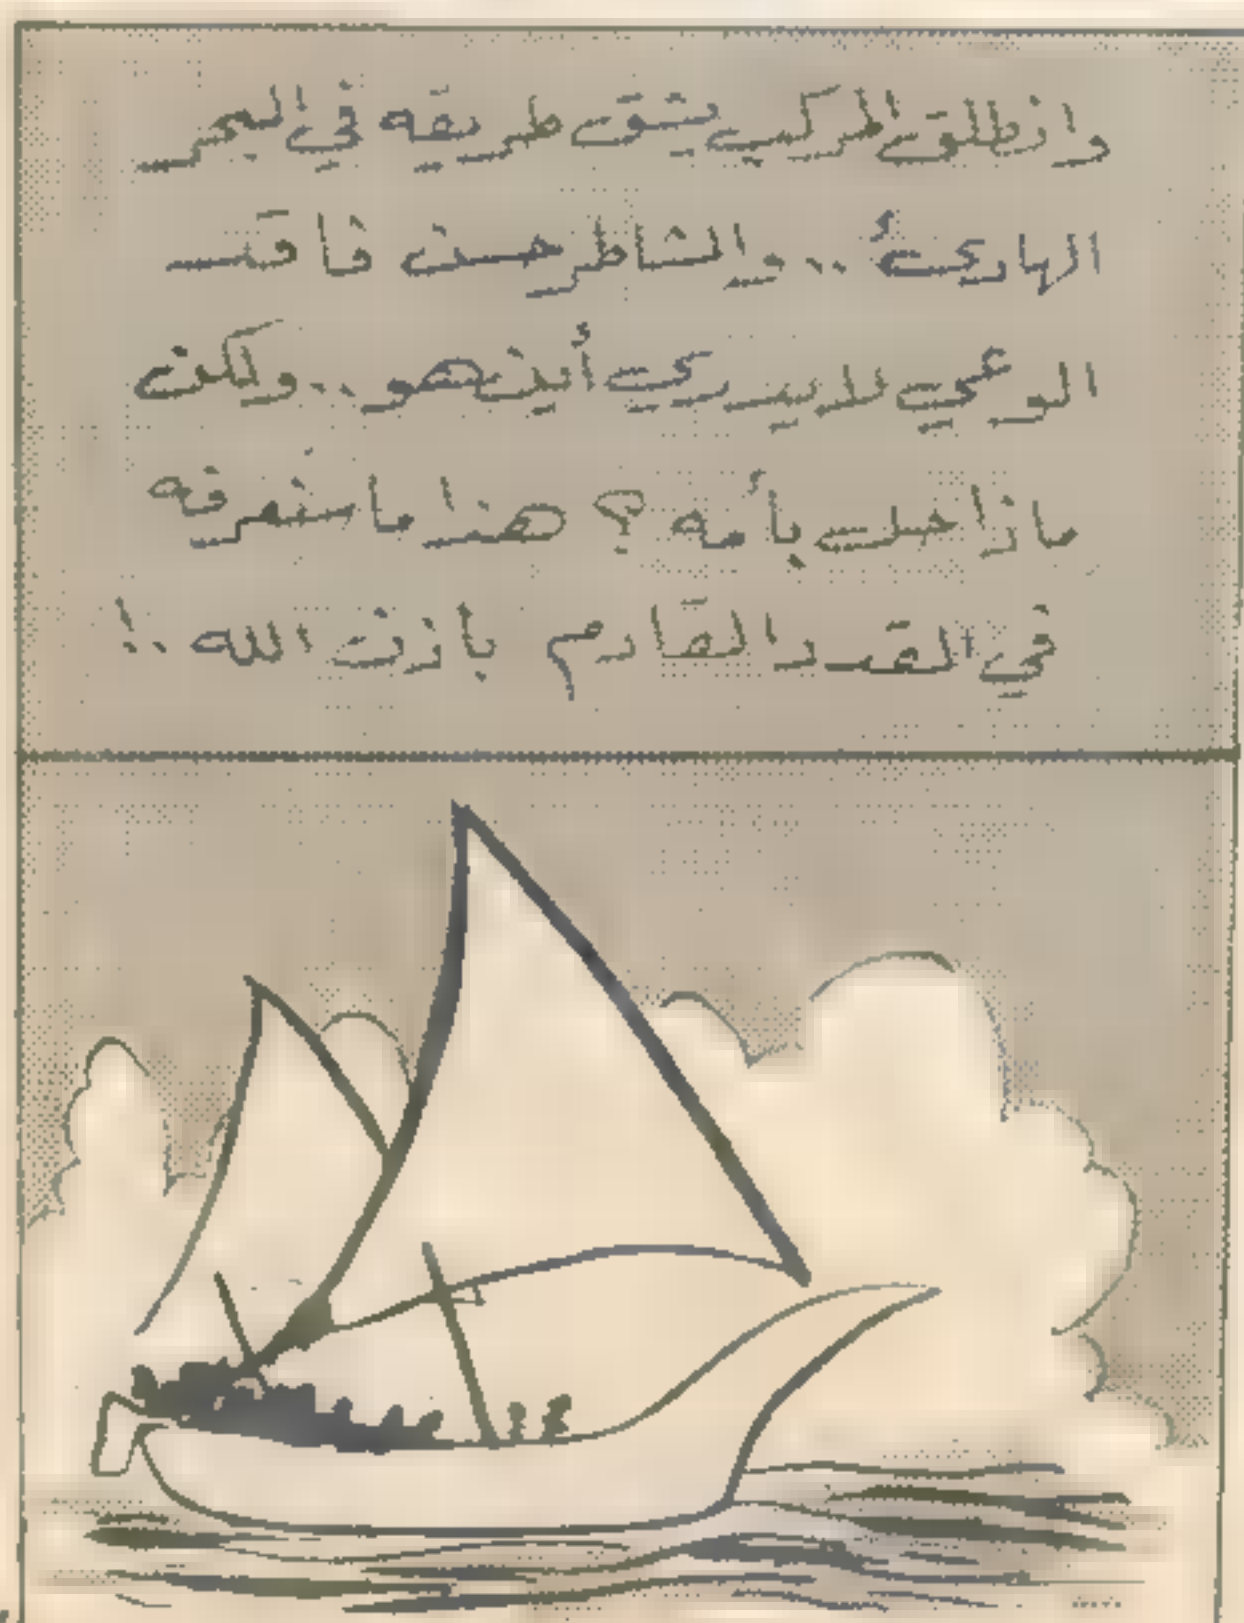 وانطلق المركب يشق طريقه في البحر
الهادئ .. والشاطر حسن فاقد
الوعي لا يدري أين هو .. ولكن
ماذا حل بأمه ؟ هذا ما سنعرفه
في العدد القادم بإذن الله ..!